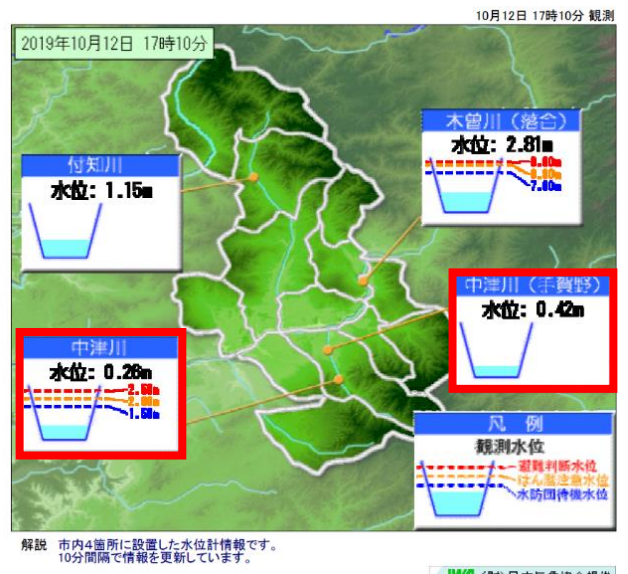 10月12日 17時10分 観測
2019年10月12日 17時10分
木曽川（落合）
水位: 2.81m
7.00m
付知川
水位: 1.15m
中津川（手賀野）
水位: 0.42m
中津川
水位: 0.26m
2.50m
1.50m
凡 例
観測水位
避難判断水位
はん濫注意水位
水防団待機水位
解説 市内4箇所に設置した水位計情報です。
10分間隔で情報を更新しています。